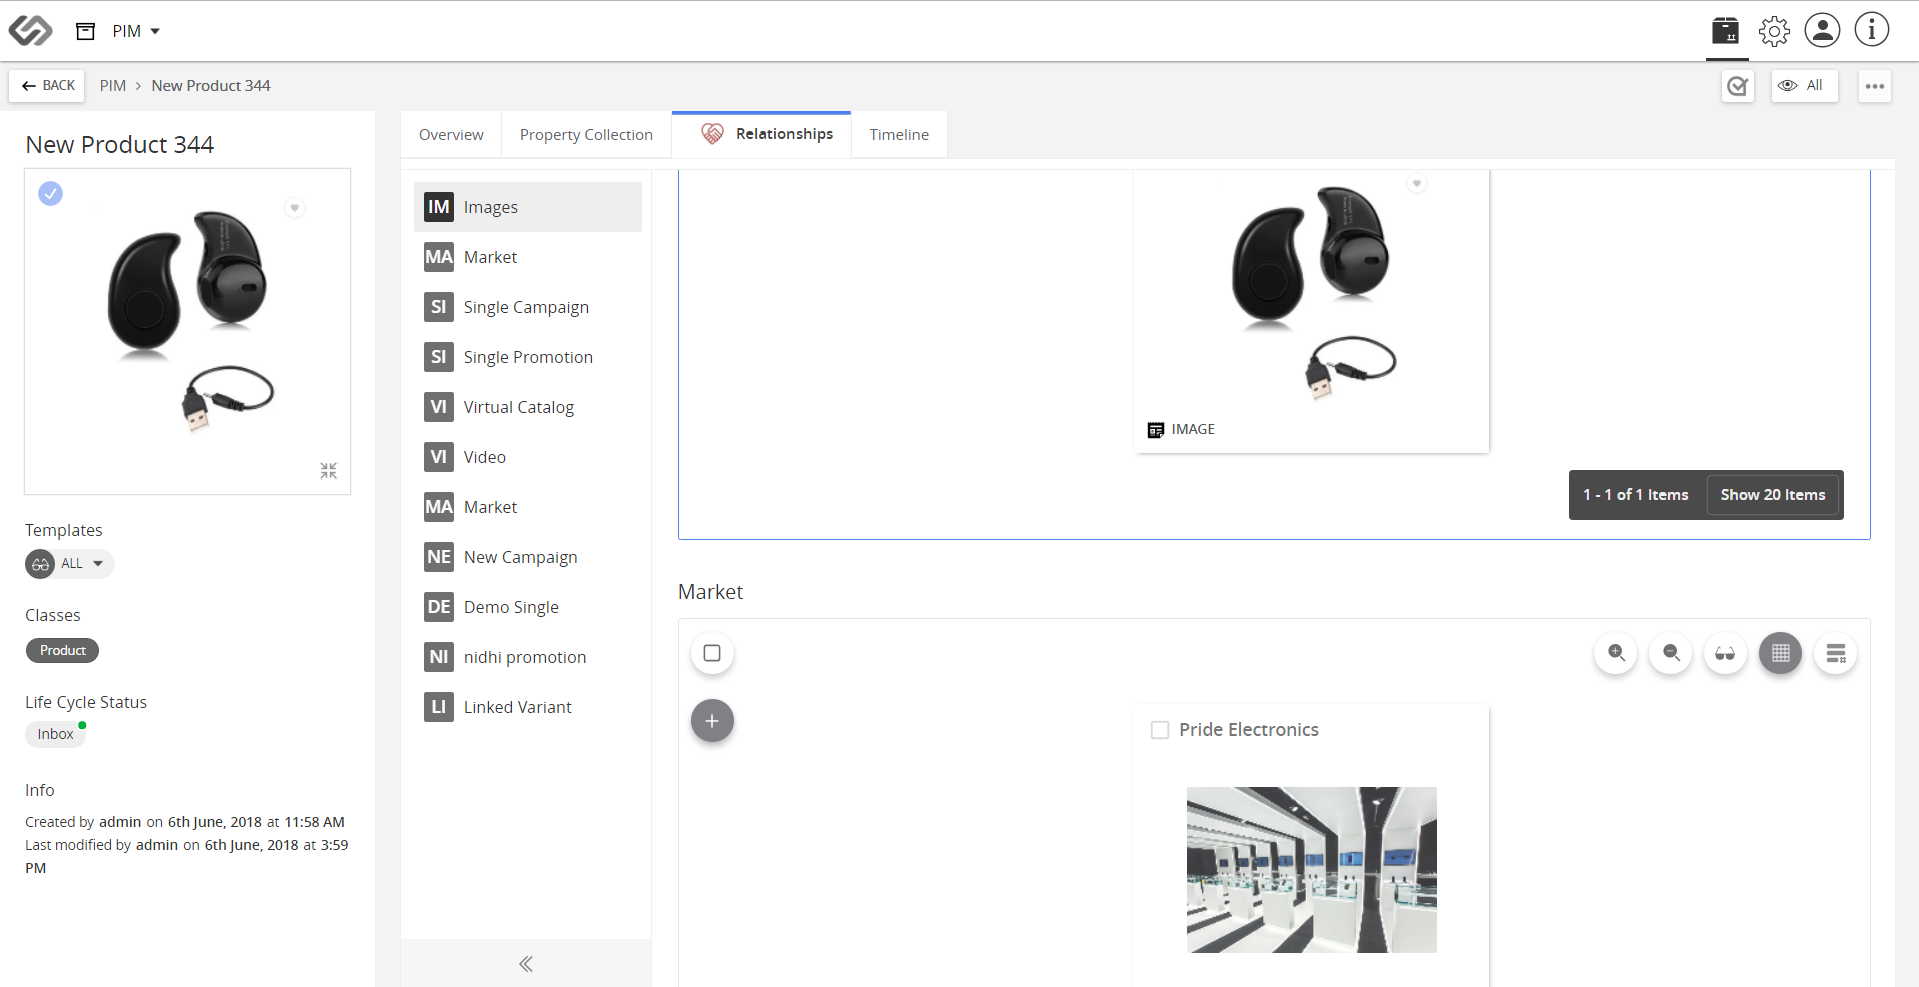 PIM
BACK
PIM > New Product 344
All
New Product 344
Templates
ALL
Classes
Product
Life Cycle Status
Inbox
Info
Created by admin on 6th June, 2018 at 11:58 AM
Last modified by admin on 6th June, 2018 at 3:59
PM
Overview
Property Collection
Relationships
Timeline
IM Images
MA Market
SI Single Campaign
SI Single Promotion
VI Virtual Catalog
VI Video
MA Market
NE New Campaign
DE Demo Single
NI nidhi promotion
LI Linked Variant
IMAGE
1 - 1 of 1 Items
Show 20 Items
Market
Pride Electronics